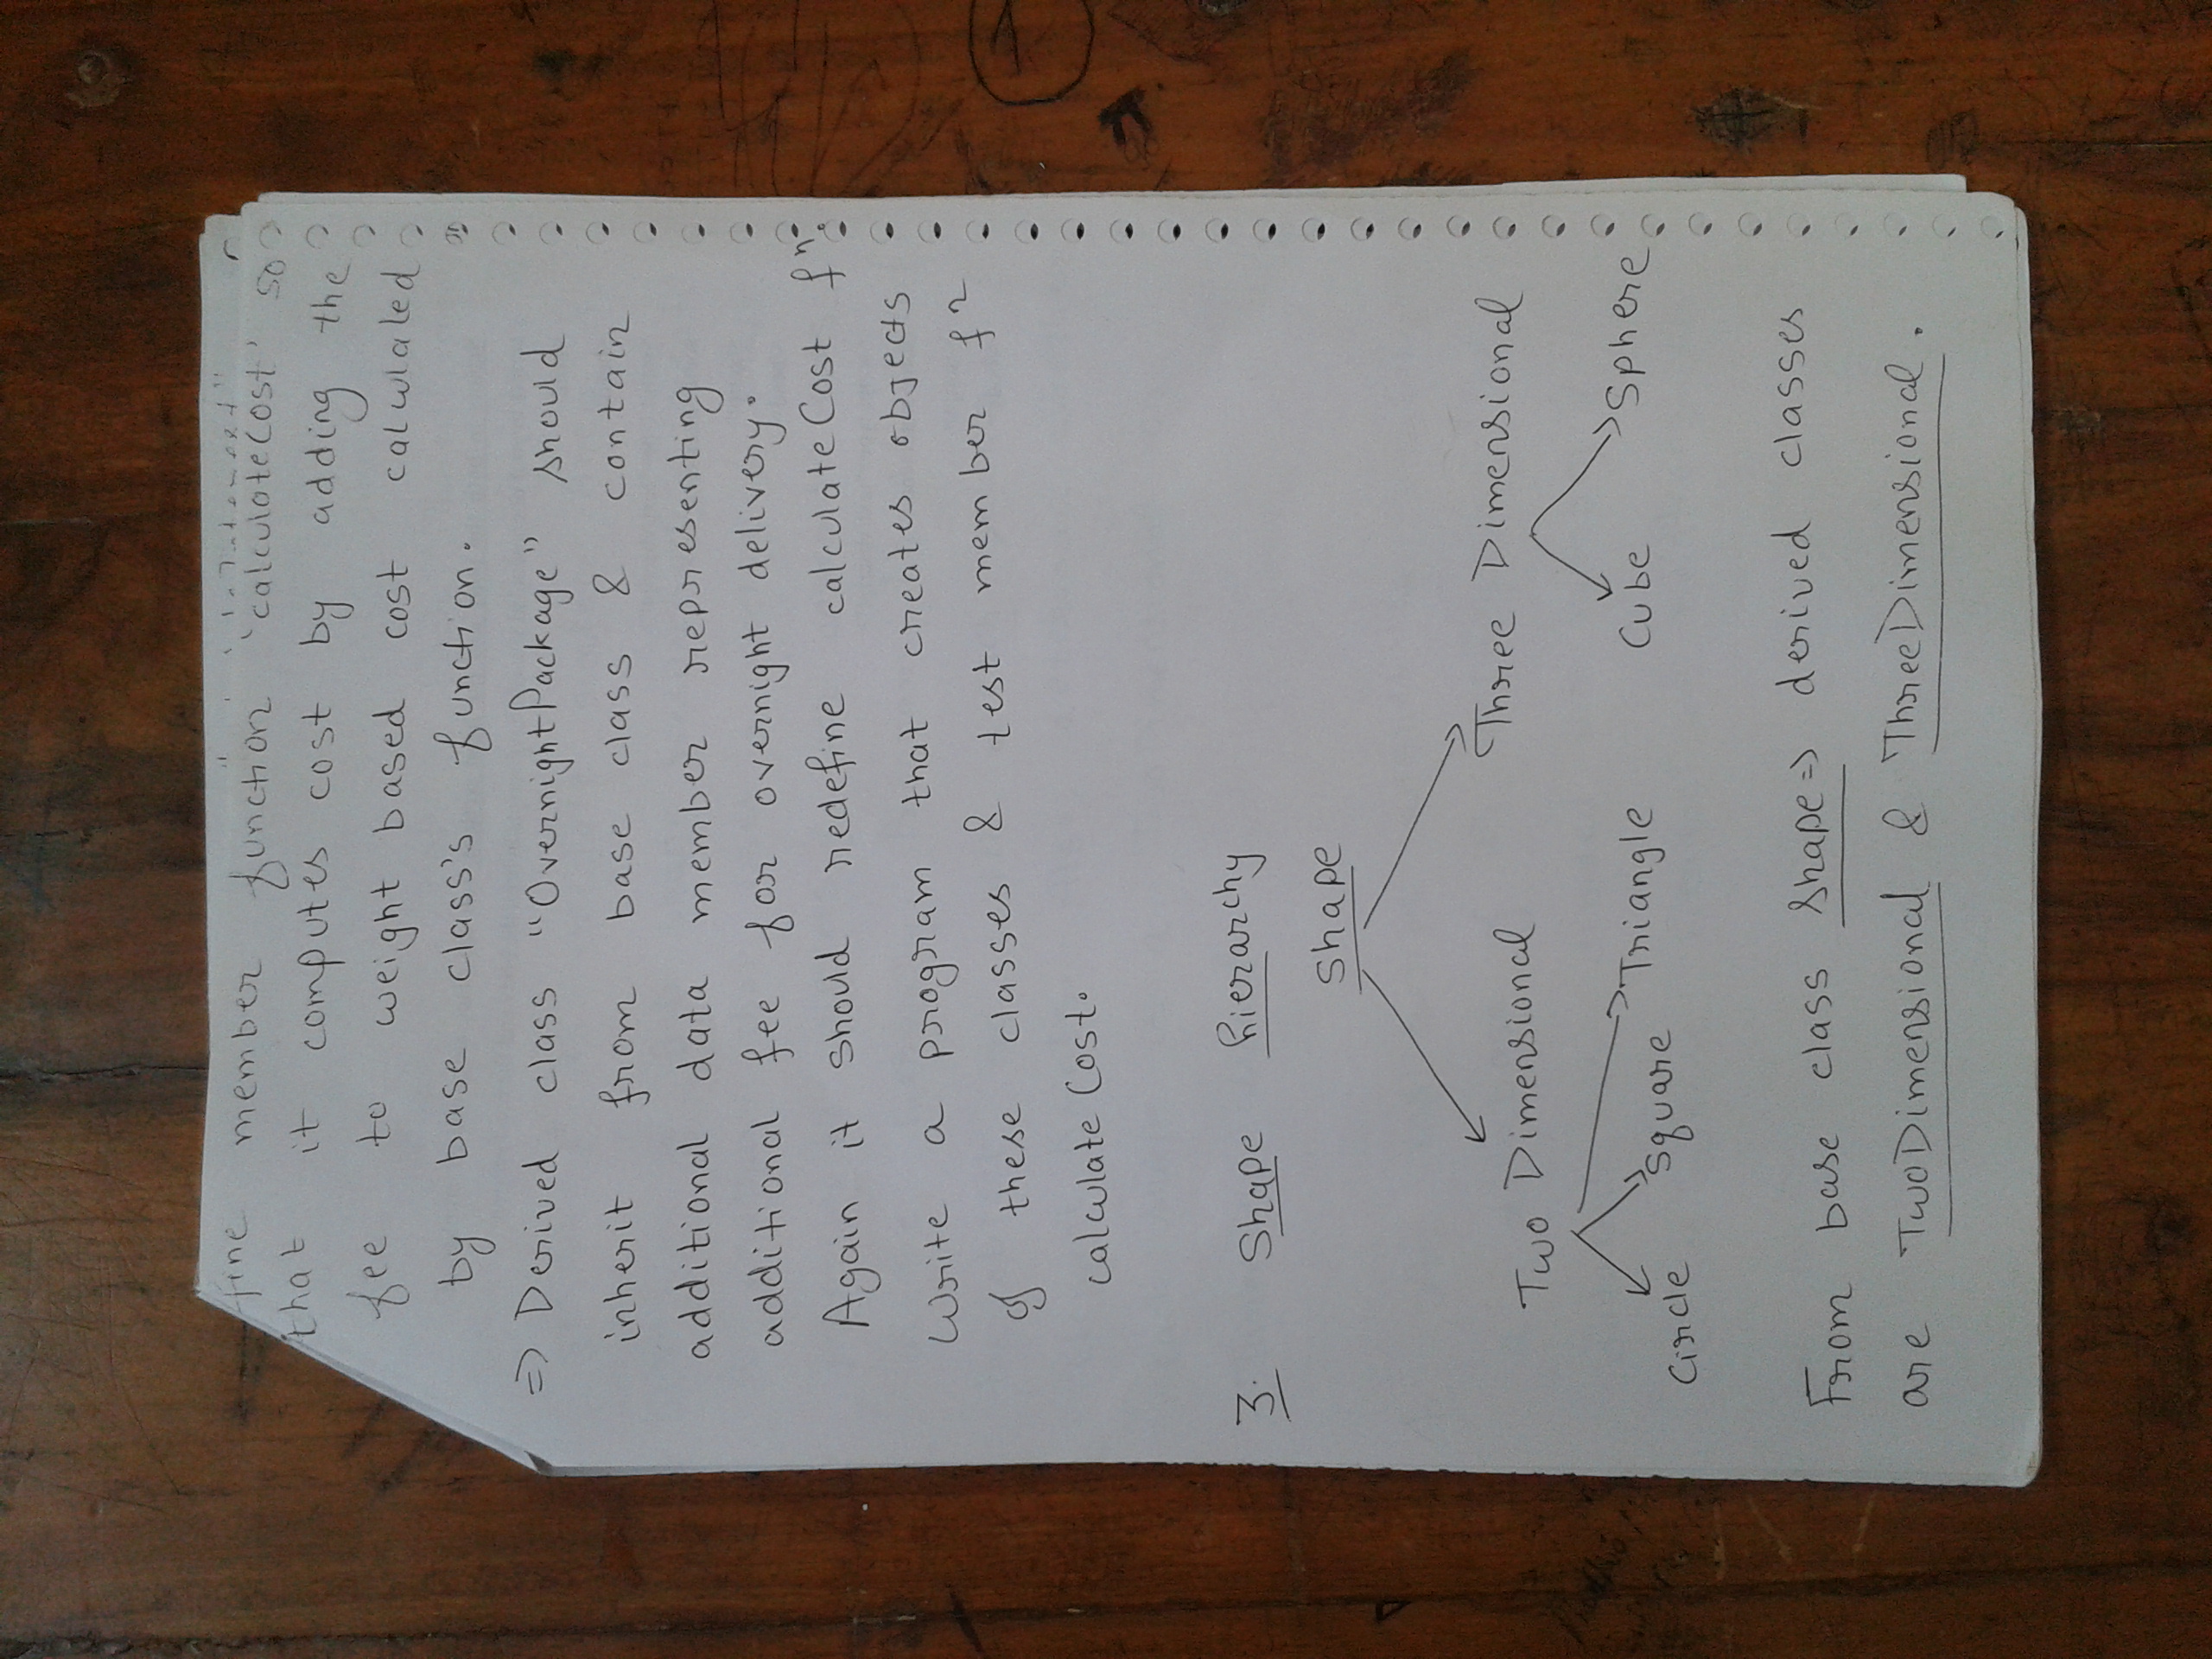 fine member function "calculateCost" so
that it computes cost by adding the
fee to weight based cost calculated
by base class's function.
⇒ Derived class "OvernightPackage" should
inherit from base class & contain
additional data member representing
additional fee for overnight delivery.
Again it should redefine calculateCost fn
Write a program that creates objects
of these classes & test member fn
calculateCost.
3. Shape hierarchy
Shape
Two Dimensional Three Dimensional
Circle Square Triangle Cube Sphere
From base class shape ⇒ derived classes
are TwoDimensional & ThreeDimensional.